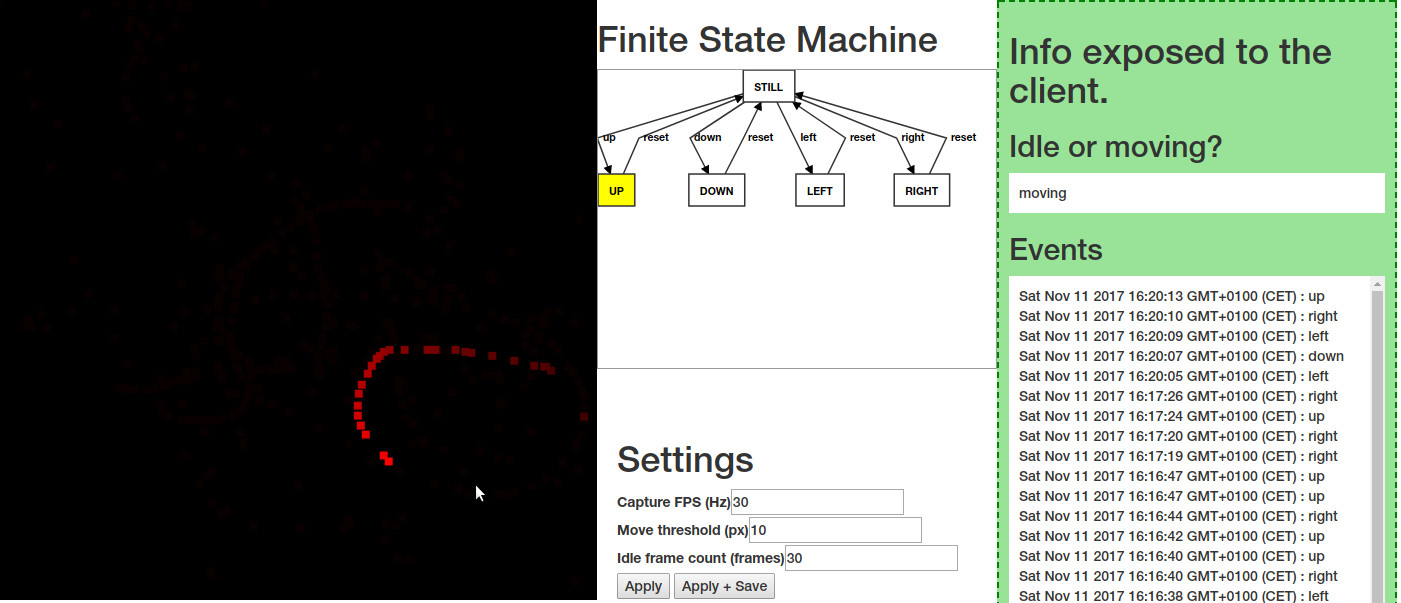 Finite State Machine
STILL
up
reset
down
reset
left
reset
right
reset
UP
DOWN
LEFT
RIGHT
Settings
Capture FPS (Hz) 30
Move threshold (px) 10
Idle frame count (frames) 30
Apply
Apply + Save
Info exposed to the
client.
Idle or moving?
moving
Events
Sat Nov 11 2017 16:20:13 GMT+0100 (CET) : up
Sat Nov 11 2017 16:20:10 GMT+0100 (CET) : right
Sat Nov 11 2017 16:20:09 GMT+0100 (CET) : left
Sat Nov 11 2017 16:20:07 GMT+0100 (CET) : down
Sat Nov 11 2017 16:20:05 GMT+0100 (CET) : left
Sat Nov 11 2017 16:17:26 GMT+0100 (CET) : right
Sat Nov 11 2017 16:17:24 GMT+0100 (CET) : up
Sat Nov 11 2017 16:17:20 GMT+0100 (CET) : right
Sat Nov 11 2017 16:17:19 GMT+0100 (CET) : right
Sat Nov 11 2017 16:16:47 GMT+0100 (CET) : up
Sat Nov 11 2017 16:16:47 GMT+0100 (CET) : up
Sat Nov 11 2017 16:16:44 GMT+0100 (CET) : right
Sat Nov 11 2017 16:16:42 GMT+0100 (CET) : up
Sat Nov 11 2017 16:16:40 GMT+0100 (CET) : up
Sat Nov 11 2017 16:16:40 GMT+0100 (CET) : right
Sat Nov 11 2017 16:16:38 GMT+0100 (CET) : left